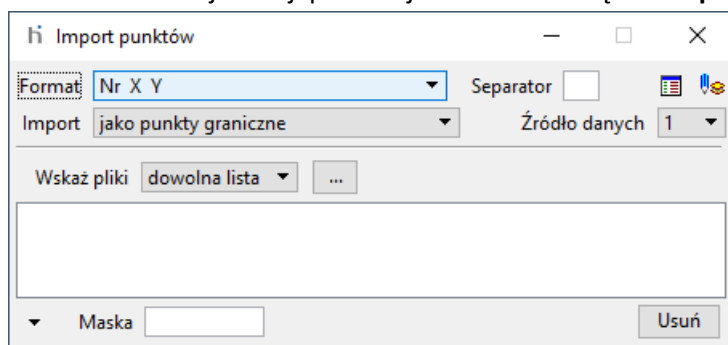 Import punktów
Format Nr X Y Separator
Import jako punkty graniczne Źródło danych 1
Wskaż pliki dowolna lista ...
Maska Usuń